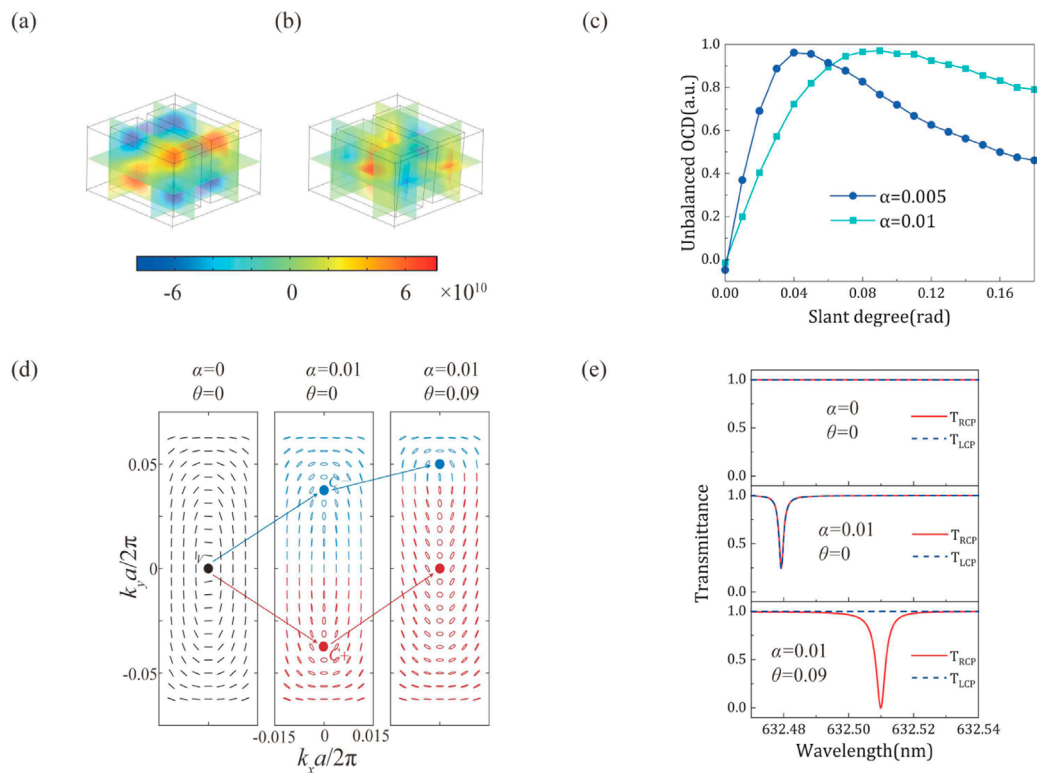 (a)
(b)
-6 0 6 ×10¹⁰
(c)
Unbalanced OCD(a.u.)
1.0
0.8
0.6
0.4
0.2
0.0
α=0.005
α=0.01
0.00 0.04 0.08 0.12 0.16
Slant degree(rad)
(d)
α=0 α=0.01 α=0.01
θ=0 θ=0 θ=0.09
k_y a/2π
0.05
0
-0.05
V
C-
C+
-0.015 0 0.015
k_x a/2π
(e)
Transmittance
1.0
0.5
0.0
α=0
θ=0
T_RCP
T_LCP
1.0
0.5
0.0
α=0.01
θ=0
T_RCP
T_LCP
1.0
0.5
0.0
α=0.01
θ=0.09
T_RCP
T_LCP
632.48 632.50 632.52 632.54
Wavelength(nm)